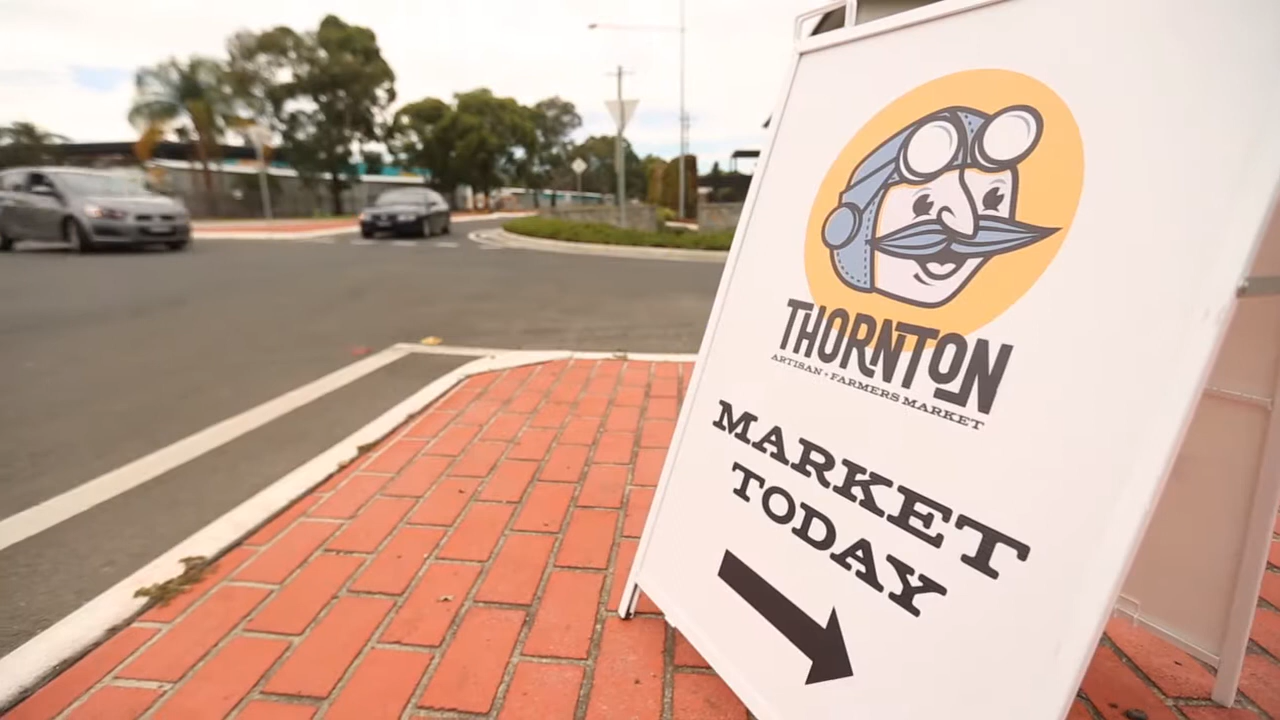 THORNTON
ARTISAN + FARMERS MARKET
MARKET
TODAY